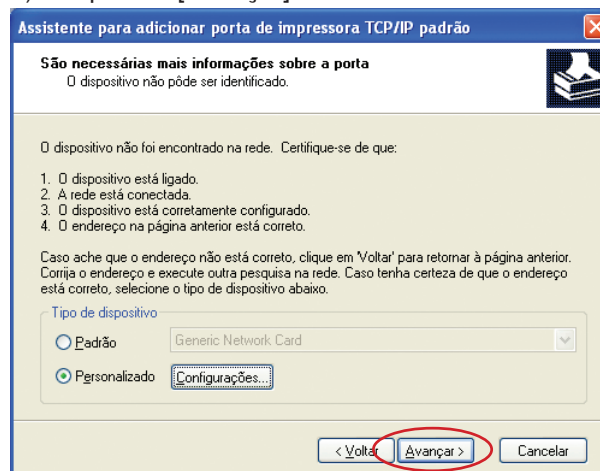 Assistente para adicionar porta de impressora TCP/IP padrão
São necessárias mais informações sobre a porta
O dispositivo não pôde ser identificado.
O dispositivo não foi encontrado na rede. Certifique-se de que:
1. O dispositivo está ligado.
2. A rede está conectada.
3. O dispositivo está corretamente configurado.
4. O endereço na página anterior está correto.
Caso ache que o endereço não está correto, clique em 'Voltar' para retornar à página anterior.
Corrija o endereço e execute outra pesquisa na rede. Caso tenha certeza de que o endereço
está correto, selecione o tipo de dispositivo abaixo.
Tipo de dispositivo
Padrão Generic Network Card
Personalizado Configurações...
< Voltar Avançar > Cancelar